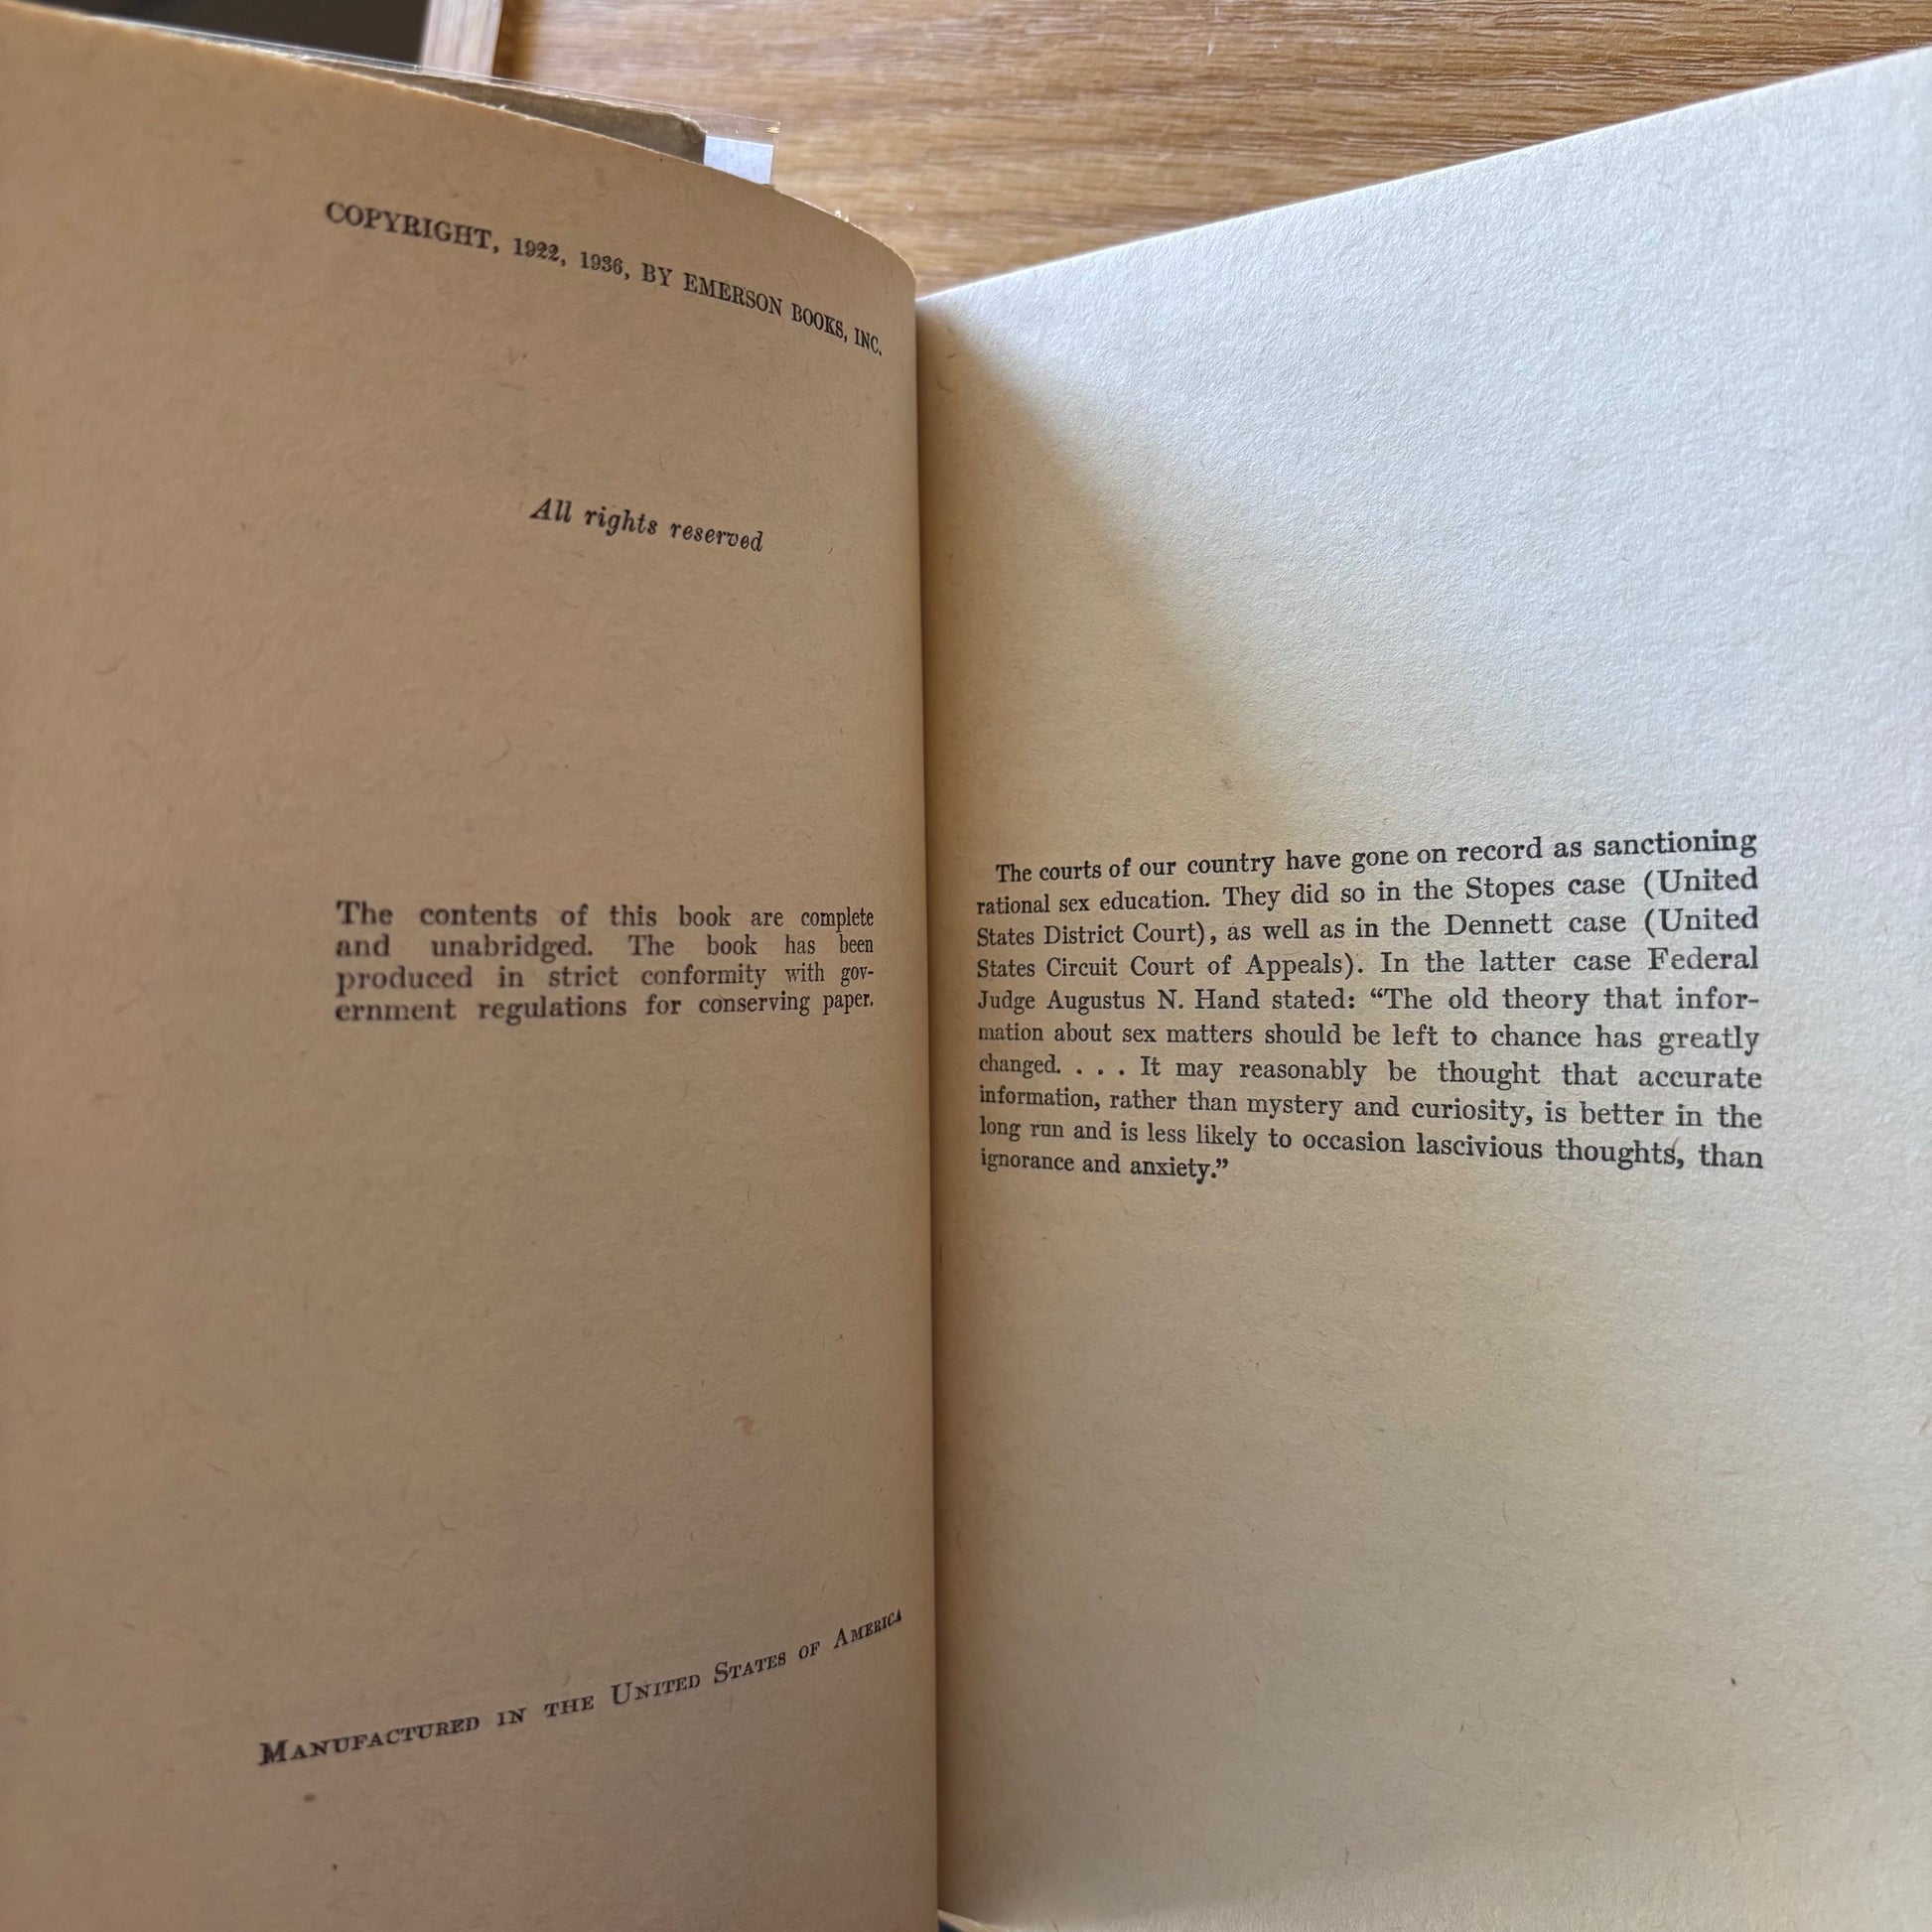 COPYRIGHT, 1922, 1936, BY EMERSON BOOKS, INC.
All rights reserved
The contents of this book are complete
and unabridged. The book has been
produced in strict conformity with gov-
ernment regulations for conserving paper.
MANUFACTURED IN THE UNITED STATES OF AMERICA
The courts of our country have gone on record as sanctioning
rational sex education. They did so in the Stopes case (United
States District Court), as well as in the Dennett case (United
States Circuit Court of Appeals). In the latter case Federal
Judge Augustus N. Hand stated: “The old theory that infor-
mation about sex matters should be left to chance has greatly
changed. . . . It may reasonably be thought that accurate
information, rather than mystery and curiosity, is better in the
long run and is less likely to occasion lascivious thoughts, than
ignorance and anxiety.”